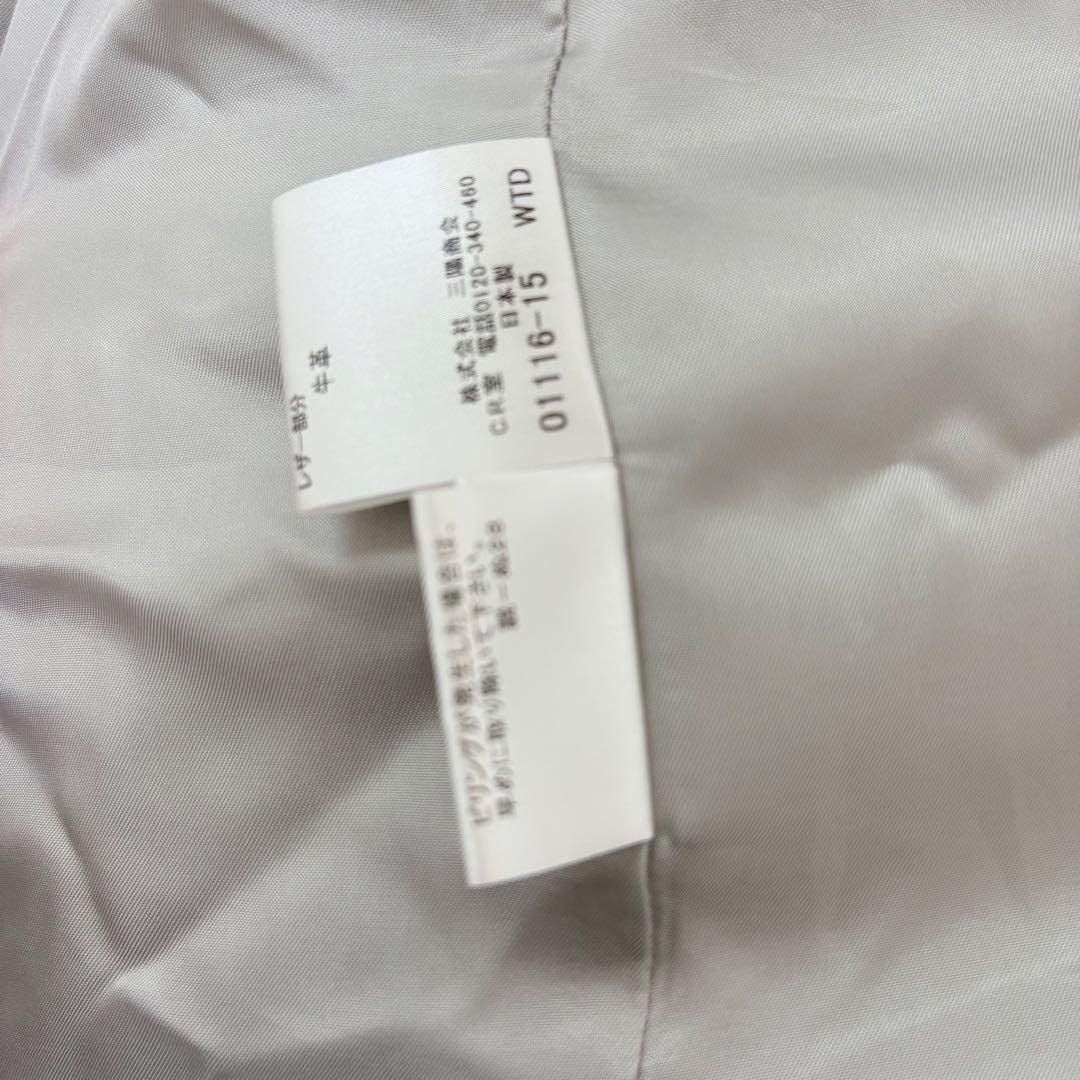 レザー部分
牛革
株式会社 三陽商会
C.R.室 電話0120-340-460
日本製
01116-15 WTD
ピリングが発生した場合は、
早めに取り除いて下さい。